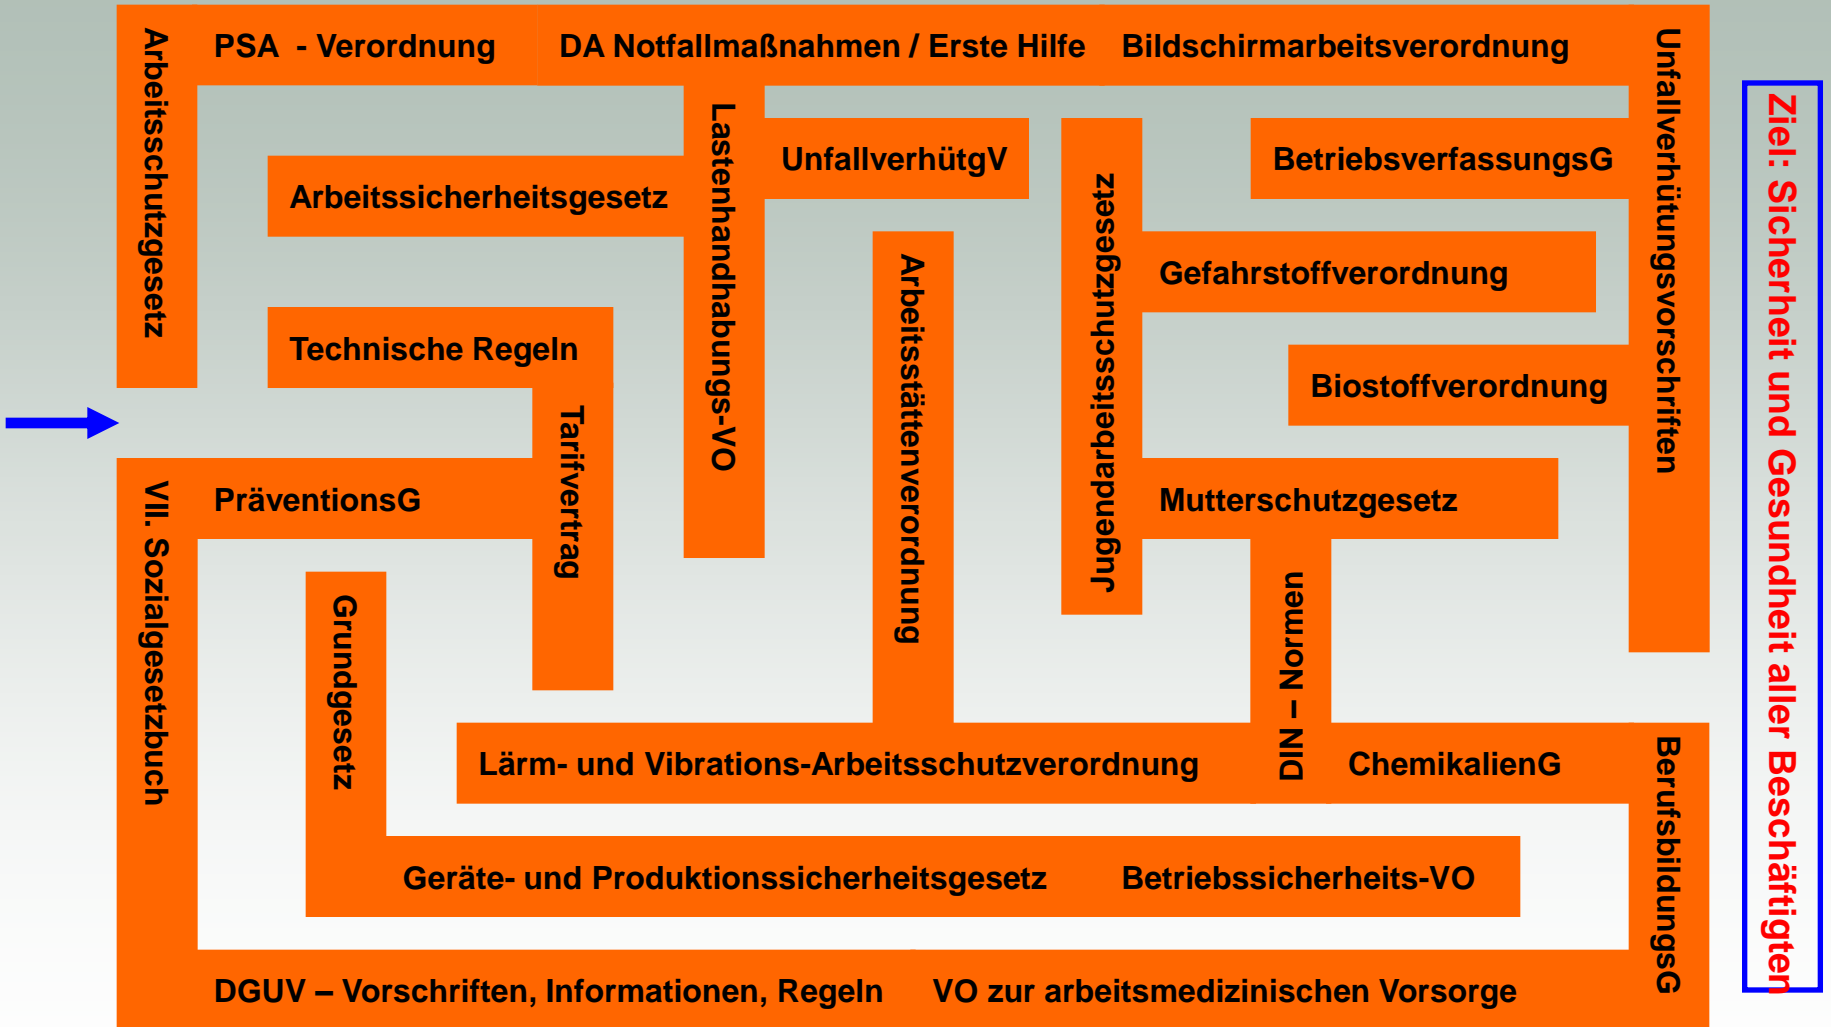 Arbeitsschutzgesetz
PSA - Verordnung
DA Notfallmaßnahmen / Erste Hilfe
Bildschirmarbeitsverordnung
Unfallverhütungsvorschriften
Ziel: Sicherheit und Gesundheit aller Beschäftigten
Lastenhandhabungs-VO
UnfallverhütgV
BetriebsverfassungsG
Arbeitssicherheitsgesetz
Jugendarbeitsschutzgesetz
Arbeitsstättenverordnung
Gefahrstoffverordnung
Technische Regeln
Biostoffverordnung
Tarifvertrag
VII. Sozialgesetzbuch
PräventionsG
Mutterschutzgesetz
Grundgesetz
DIN – Normen
Lärm- und Vibrations-Arbeitsschutzverordnung
ChemikalienG
BerufsbildungsG
Geräte- und Produktionssicherheitsgesetz
Betriebssicherheits-VO
DGUV – Vorschriften, Informationen, Regeln
VO zur arbeitsmedizinischen Vorsorge